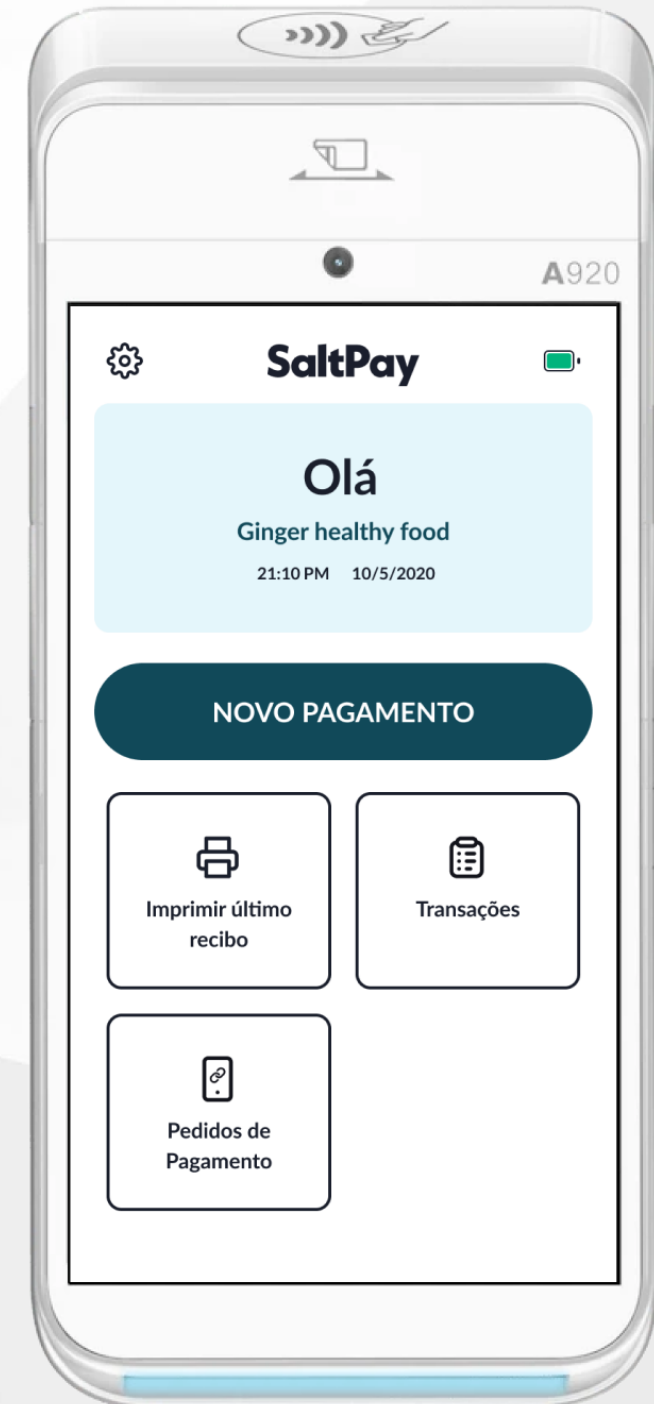 A920
SaltPay
Olá
Ginger healthy food
21:10 PM 10/5/2020
NOVO PAGAMENTO
Imprimir último
recibo
Transações
Pedidos de
Pagamento